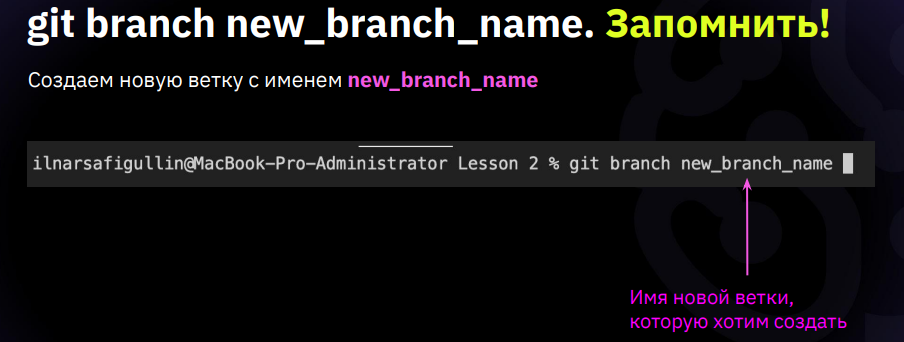 git branch new_branch_name. Запомнить!
Создаем новую ветку с именем new_branch_name
ilnarsafigullin@MacBook-Pro-Administrator Lesson 2 % git branch new_branch_name
Имя новой ветки,
которую хотим создать